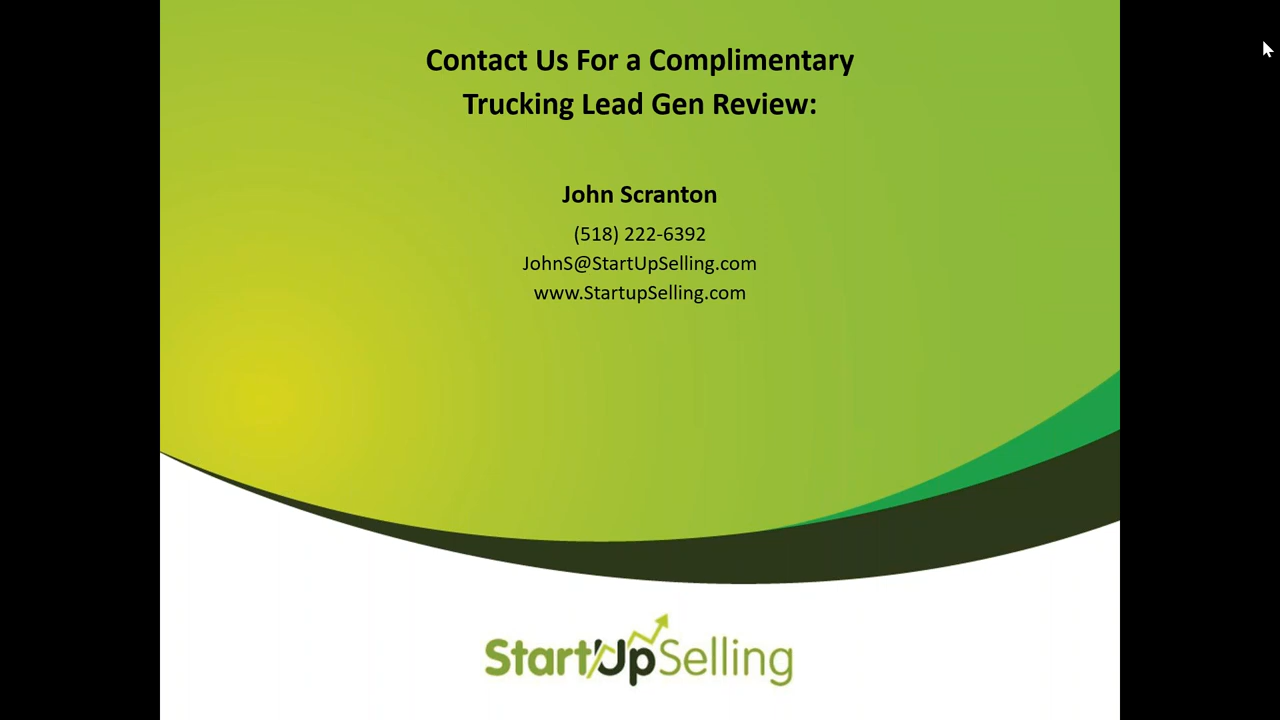 Contact Us For a Complimentary
Trucking Lead Gen Review:
John Scranton
(518) 222-6392
JohnS@StartUpSelling.com
www.StartupSelling.com
StartUpSelling